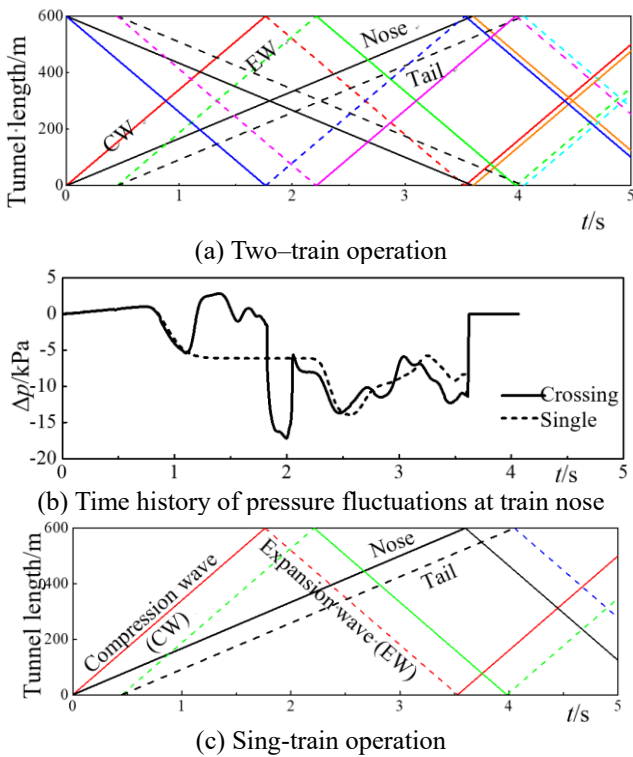 600
400
200
0
Tunnel·length/m
CW
EW
Nose
Tail
0 1 2 3 4 5
t/s
(a) Two–train operation
5
0
-5
-10
-15
-20
Δp/kPa
Crossing
Single
0 1 2 3 4 5
t/s
(b) Time history of pressure fluctuations at train nose
600
400
200
0
Tunnel length/m
Compression wave
(CW)
Expansion wave (EW)
Nose
Tail
0 1 2 3 4 5
t/s
(c) Sing-train operation